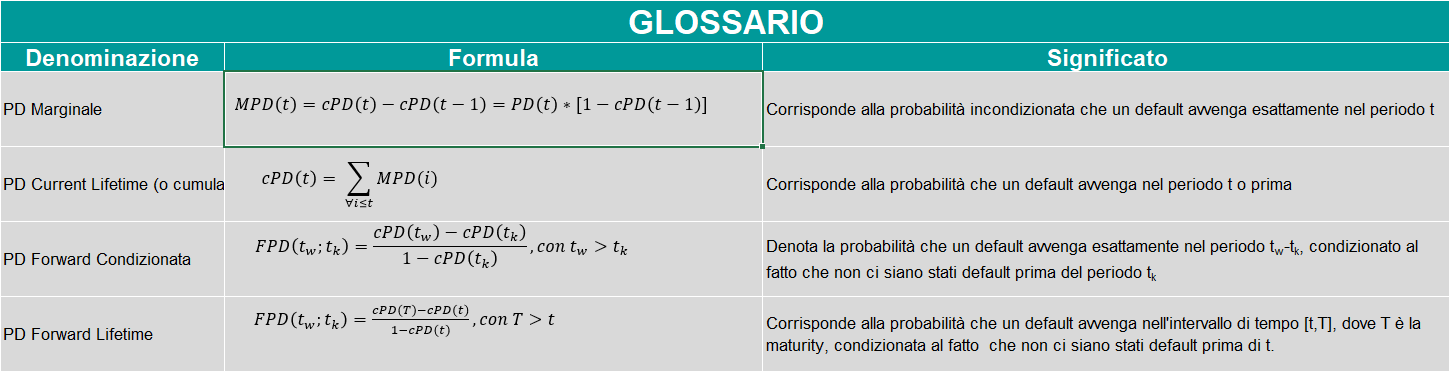 GLOSSARIO
Denominazione Formula Significato
PD Marginale MPD(t) = cPD(t) − cPD(t − 1) = PD(t) ∗ [1 − cPD(t − 1)] Corrisponde alla probabilità incondizionata che un default avvenga esattamente nel periodo t
PD Current Lifetime (o cumula cPD(t) = ∑ MPD(i) Corrisponde alla probabilità che un default avvenga nel periodo t o prima
∀i≤t
PD Forward Condizionata FPD(t_w; t_k) = (cPD(t_w) − cPD(t_k)) / (1 − cPD(t_k)), con t_w > t_k Denota la probabilità che un default avvenga esattamente nel periodo t_w-t_k, condizionato al
fatto che non ci siano stati default prima del periodo t_k
PD Forward Lifetime FPD(t_w; t_k) = (cPD(T)−cPD(t)) / (1−cPD(t)), con T > t Corrisponde alla probabilità che un default avvenga nell'intervallo di tempo [t,T], dove T è la
maturity, condizionata al fatto che non ci siano stati default prima di t.